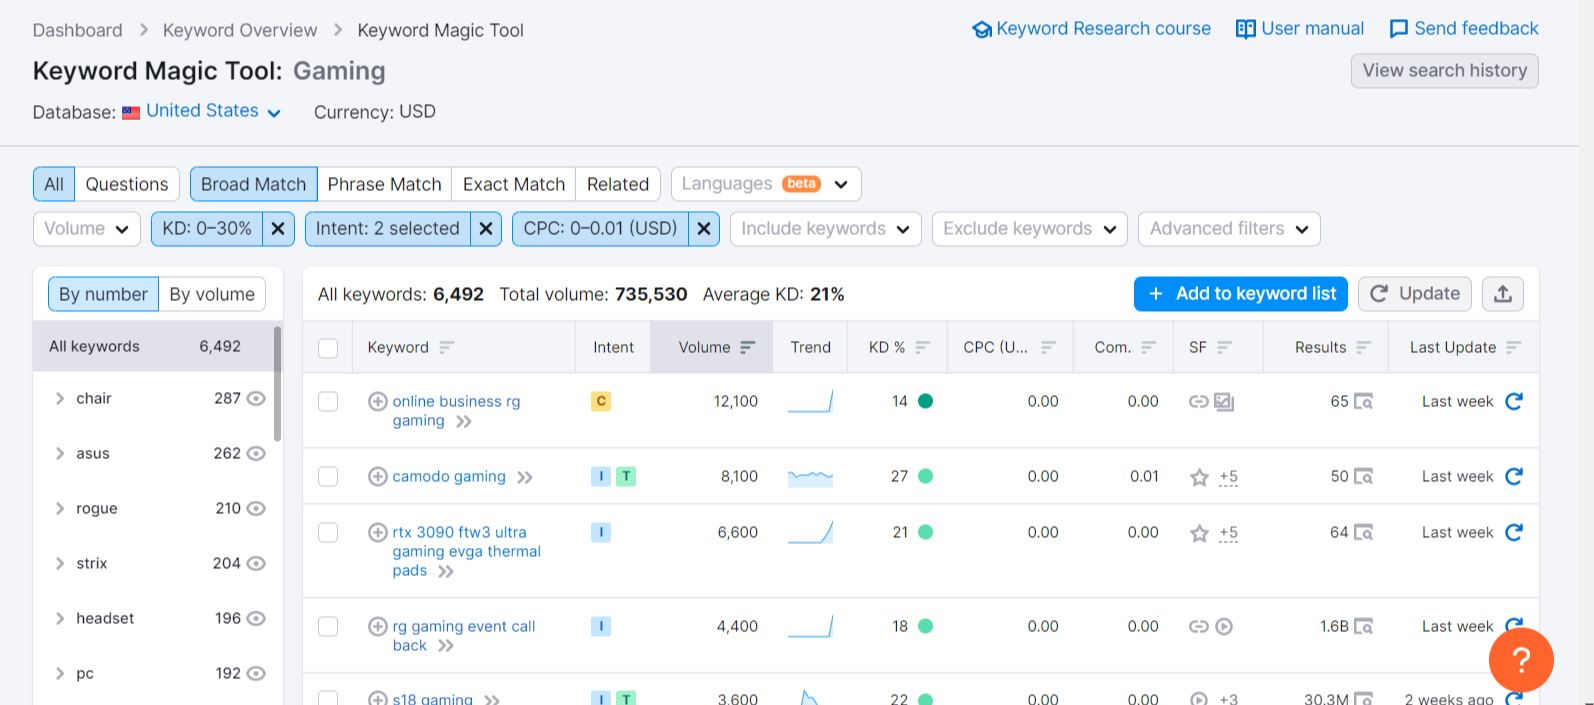 Dashboard > Keyword Overview > Keyword Magic Tool
Keyword Research course User manual Send feedback
Keyword Magic Tool: Gaming
View search history
Database: United States Currency: USD
All Questions Broad Match Phrase Match Exact Match Related Languages beta
Volume KD: 0–30% Intent: 2 selected CPC: 0–0.01 (USD) Include keywords Exclude keywords Advanced filters
By number By volume
All keywords 6,492
chair 287
asus 262
rogue 210
strix 204
headset 196
pc 192
All keywords: 6,492 Total volume: 735,530 Average KD: 21%
+ Add to keyword list Update
Keyword Intent Volume Trend KD % CPC (U... Com. SF Results Last Update
online business rg
gaming
C 12,100 14 0.00 0.00 65 Last week
camodo gaming I T 8,100 27 0.00 0.01 +5 50 Last week
rtx 3090 ftw3 ultra
gaming evga thermal
pads
I 6,600 21 0.00 0.00 +5 64 Last week
rg gaming event call
back
I 4,400 18 0.00 0.00 1.6B Last week
s18 gaming I T 3,600 22 0.00 0.00 +3 30.3M 2 weeks ago
?